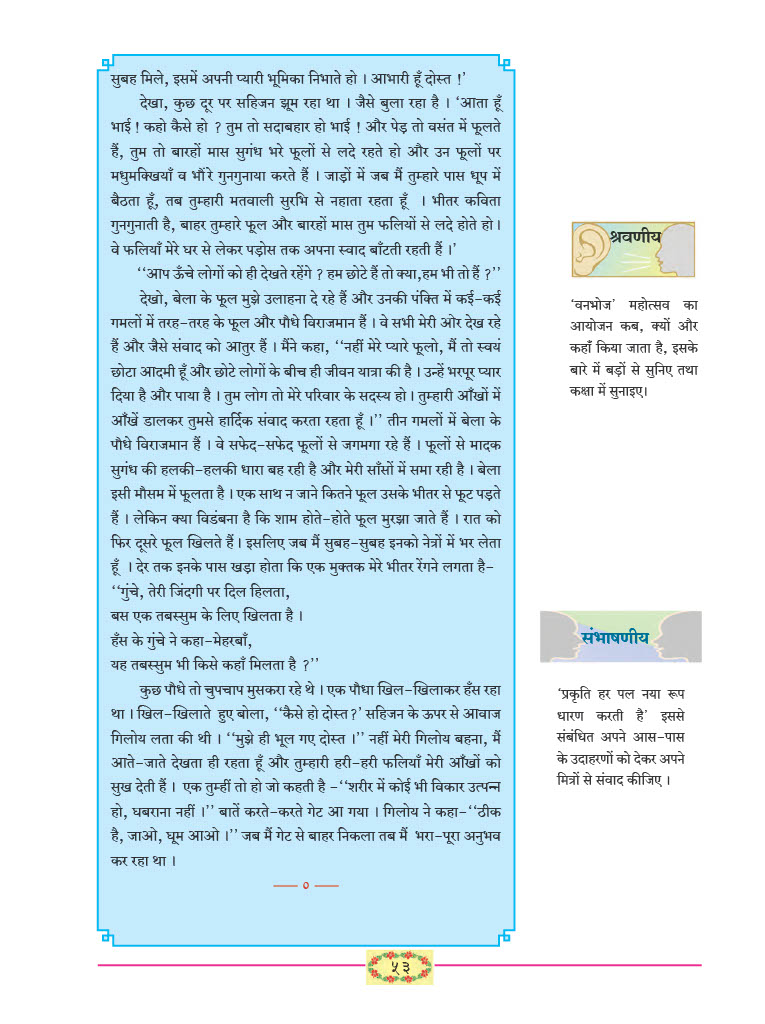 सुबह मिले, इसमें अपनी प्यारी भूमिका निभाते हो । आभारी हूँ दोस्त !’
देखा, कुछ दूर पर सहिजन झूम रहा था । जैसे बुला रहा है । ‘आता हूँ
भाई ! कहो कैसे हो ? तुम तो सदाबहार हो भाई ! और पेड़ तो वसंत में फूलते
हैं, तुम तो बारहों मास सुगंध भरे फूलों से लदे रहते हो और उन फूलों पर
मधुमक्खियाँ व भौंरे गुनगुनाया करते हैं । जाड़ों में जब मैं तुम्हारे पास धूप में
बैठता हूँ, तब तुम्हारी मतवाली सुरभि से नहाता रहता हूँ । भीतर कविता
गुनगुनाती है, बाहर तुम्हारे फूल और बारहों मास तुम फलियों से लदे होते हो ।
वे फलियाँ मेरे घर से लेकर पड़ोस तक अपना स्वाद बाँटती रहती हैं ।’
‘‘आप ऊँचे लोगों को ही देखते रहेंगे ? हम छोटे हैं तो क्या,हम भी तो हैं ?’’
देखो, बेला के फूल मुझे उलाहना दे रहे हैं और उनकी पंक्ति में कई-कई
गमलों में तरह-तरह के फूल और पौधे विराजमान हैं । वे सभी मेरी ओर देख रहे
हैं और जैसे संवाद को आतुर हैं । मैंने कहा, ‘‘नहीं मेरे प्यारे फूलो, मैं तो स्वयं
छोटा आदमी हूँ और छोटे लोगों के बीच ही जीवन यात्रा की है । उन्हें भरपूर प्यार
दिया है और पाया है । तुम लोग तो मेरे परिवार के सदस्य हो । तुम्हारी आँखों में
आँखें डालकर तुमसे हार्दिक संवाद करता रहता हूँ ।’’ तीन गमलों में बेला के
पौधे विराजमान हैं । वे सफेद-सफेद फूलों से जगमगा रहे हैं । फूलों से मादक
सुगंध की हलकी-हलकी धारा बह रही है और मेरी साँसों में समा रही है । बेला
इसी मौसम में फूलता है । एक साथ न जाने कितने फूल उसके भीतर से फूट पड़ते
हैं । लेकिन क्या विडंबना है कि शाम होते-होते फूल मुरझा जाते हैं । रात को
फिर दूसरे फूल खिलते हैं । इसलिए जब मैं सुबह-सुबह इनको नेत्रों में भर लेता
हूँ । देर तक इनके पास खड़ा होता कि एक मुक्तक मेरे भीतर रेंगने लगता है-
‘‘गुंचे, तेरी जिंदगी पर दिल हिलता,
बस एक तबस्सुम के लिए खिलता है ।
हँस के गुंचे ने कहा-मेहरबाँ,
यह तबस्सुम भी किसे कहाँ मिलता है ?’’
कुछ पौधे तो चुपचाप मुसकरा रहे थे । एक पौधा खिल-खिलाकर हँस रहा
था । खिल-खिलाते हुए बोला, ‘‘कैसे हो दोस्त?’ सहिजन के ऊपर से आवाज
गिलोय लता की थी । ‘‘मुझे ही भूल गए दोस्त ।’’ नहीं मेरी गिलोय बहना, मैं
आते-जाते देखता ही रहता हूँ और तुम्हारी हरी-हरी फलियाँ मेरी आँखों को
सुख देती हैं । एक तुम्हीं तो हो जो कहती है -‘‘शरीर में कोई भी विकार उत्पन्न
हो, घबराना नहीं ।’’ बातें करते-करते गेट आ गया । गिलोय ने कहा-‘‘ठीक
है, जाओ, घूम आओ ।’’ जब मैं गेट से बाहर निकला तब मैं भरा-पूरा अनुभव
कर रहा था ।
—— ० ——
श्रवणीय
‘वनभोज’ महोत्सव का
आयोजन कब, क्यों और
कहाँ किया जाता है, इसके
बारे में बड़ों से सुनिए तथा
कक्षा में सुनाइए।
संभाषणीय
‘प्रकृति हर पल नया रूप
धारण करती है’ इससे
संबंधित अपने आस-पास
के उदाहरणों को देकर अपने
मित्रों से संवाद कीजिए ।
५३